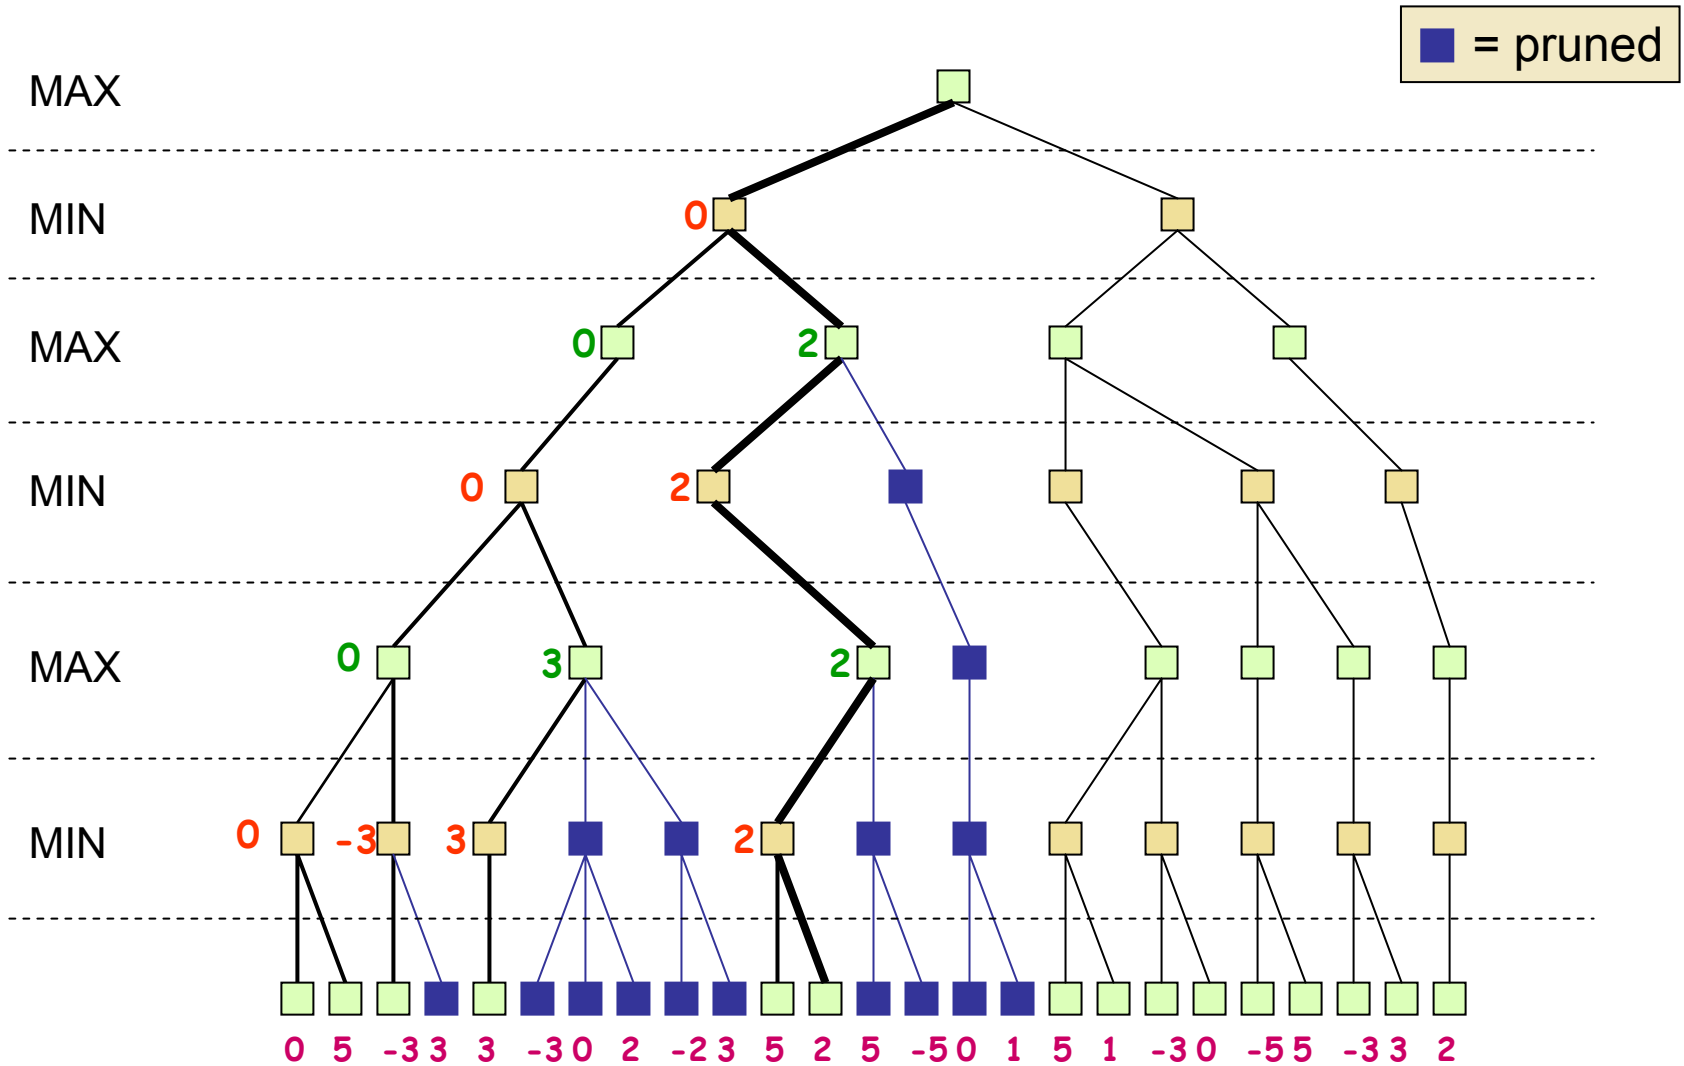 = pruned
MAX
0 MIN
0 2 MAX
0 2 MIN
0 3 2 MAX
0 -3 3 2 MIN
0 5 -3 3 3 -3 0 2 -2 3 5 2 5 -5 0 1 5 1 -3 0 -5 5 -3 3 2